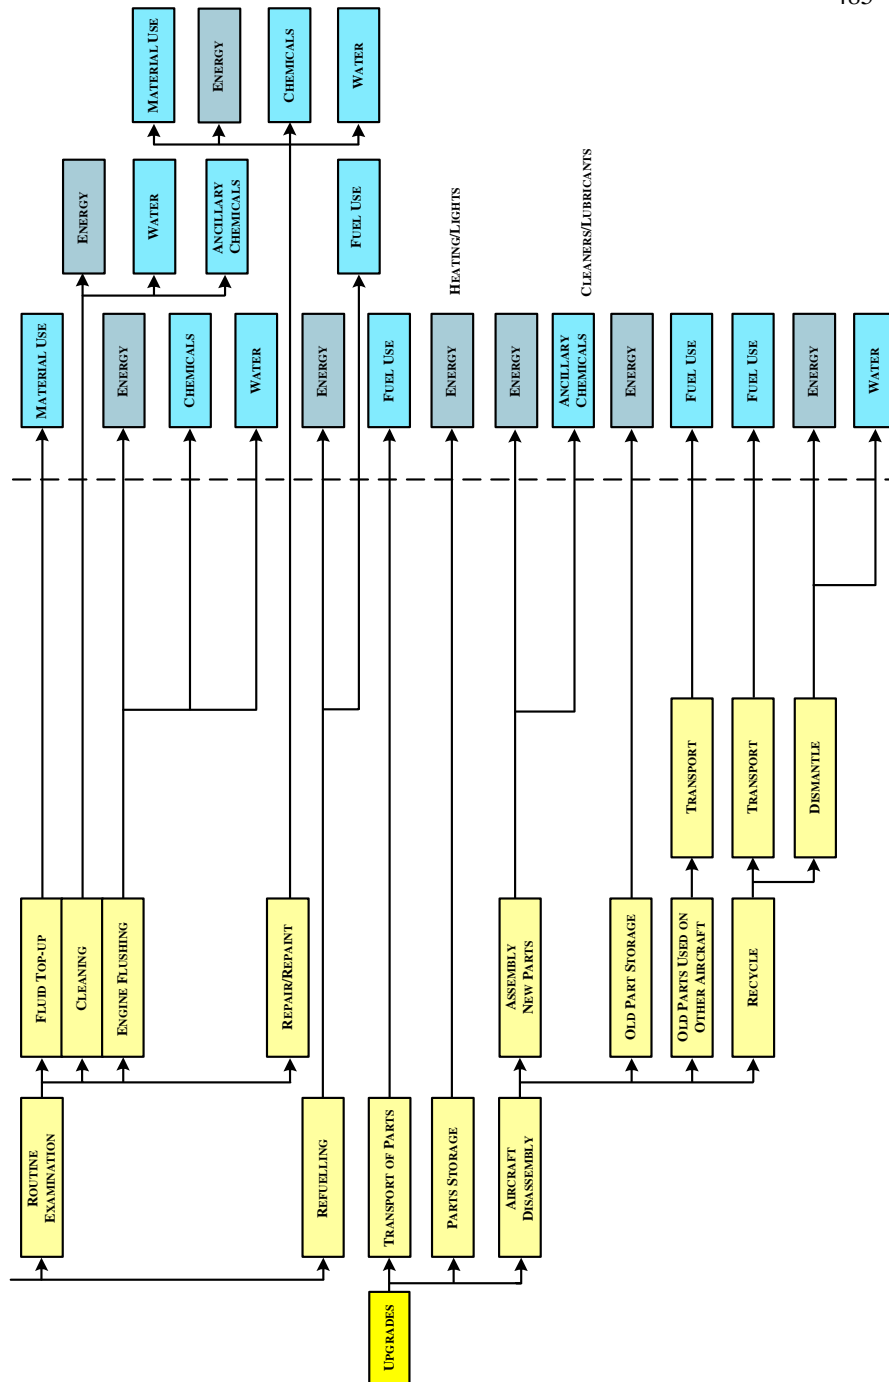 Routine
Examination
Fluid Top-up
Material Use
Cleaning
Energy
Engine Flushing
Energy
Water
Material Use
Chemicals
Ancillary
Chemicals
Energy
Water
Repair/Repaint
Chemicals
Refuelling
Energy
Fuel Use
Water
Upgrades
Transport of Parts
Fuel Use
Parts Storage
Energy
Heating/Lights
Aircraft
Disassembly
Assembly
New Parts
Energy
Ancillary
Chemicals
Cleaners/Lubricants
Old Part Storage
Energy
Old Parts Used on
Other Aircraft
Transport
Fuel Use
Recycle
Transport
Fuel Use
Dismantle
Energy
Water